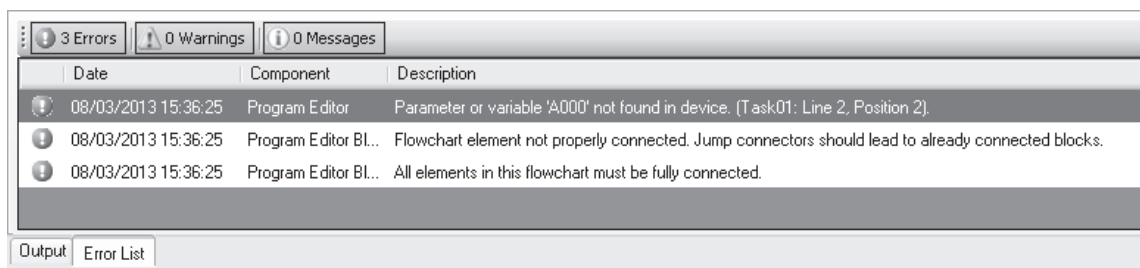 3 Errors 0 Warnings 0 Messages
Date Component Description
08/03/2013 15:36:25 Program Editor Parameter or variable 'A000' not found in device. (Task01: Line 2, Position 2).
08/03/2013 15:36:25 Program Editor Bl... Flowchart element not properly connected. Jump connectors should lead to already connected blocks.
08/03/2013 15:36:25 Program Editor Bl... All elements in this flowchart must be fully connected.
Output Error List